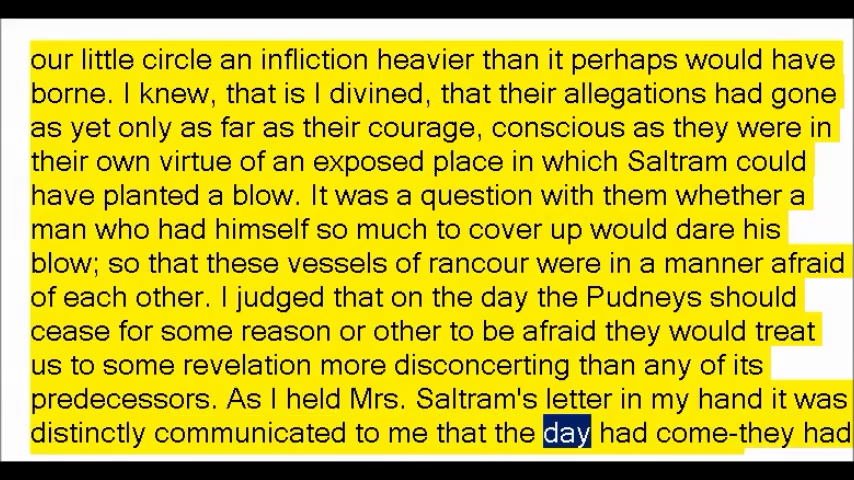 our little circle an infliction heavier than it perhaps would have
borne. I knew, that is I divined, that their allegations had gone
as yet only as far as their courage, conscious as they were in
their own virtue of an exposed place in which Saltram could
have planted a blow. It was a question with them whether a
man who had himself so much to cover up would dare his
blow; so that these vessels of rancour were in a manner afraid
of each other. I judged that on the day the Pudneys should
cease for some reason or other to be afraid they would treat
us to some revelation more disconcerting than any of its
predecessors. As I held Mrs. Saltram's letter in my hand it was
distinctly communicated to me that the day had come-they had